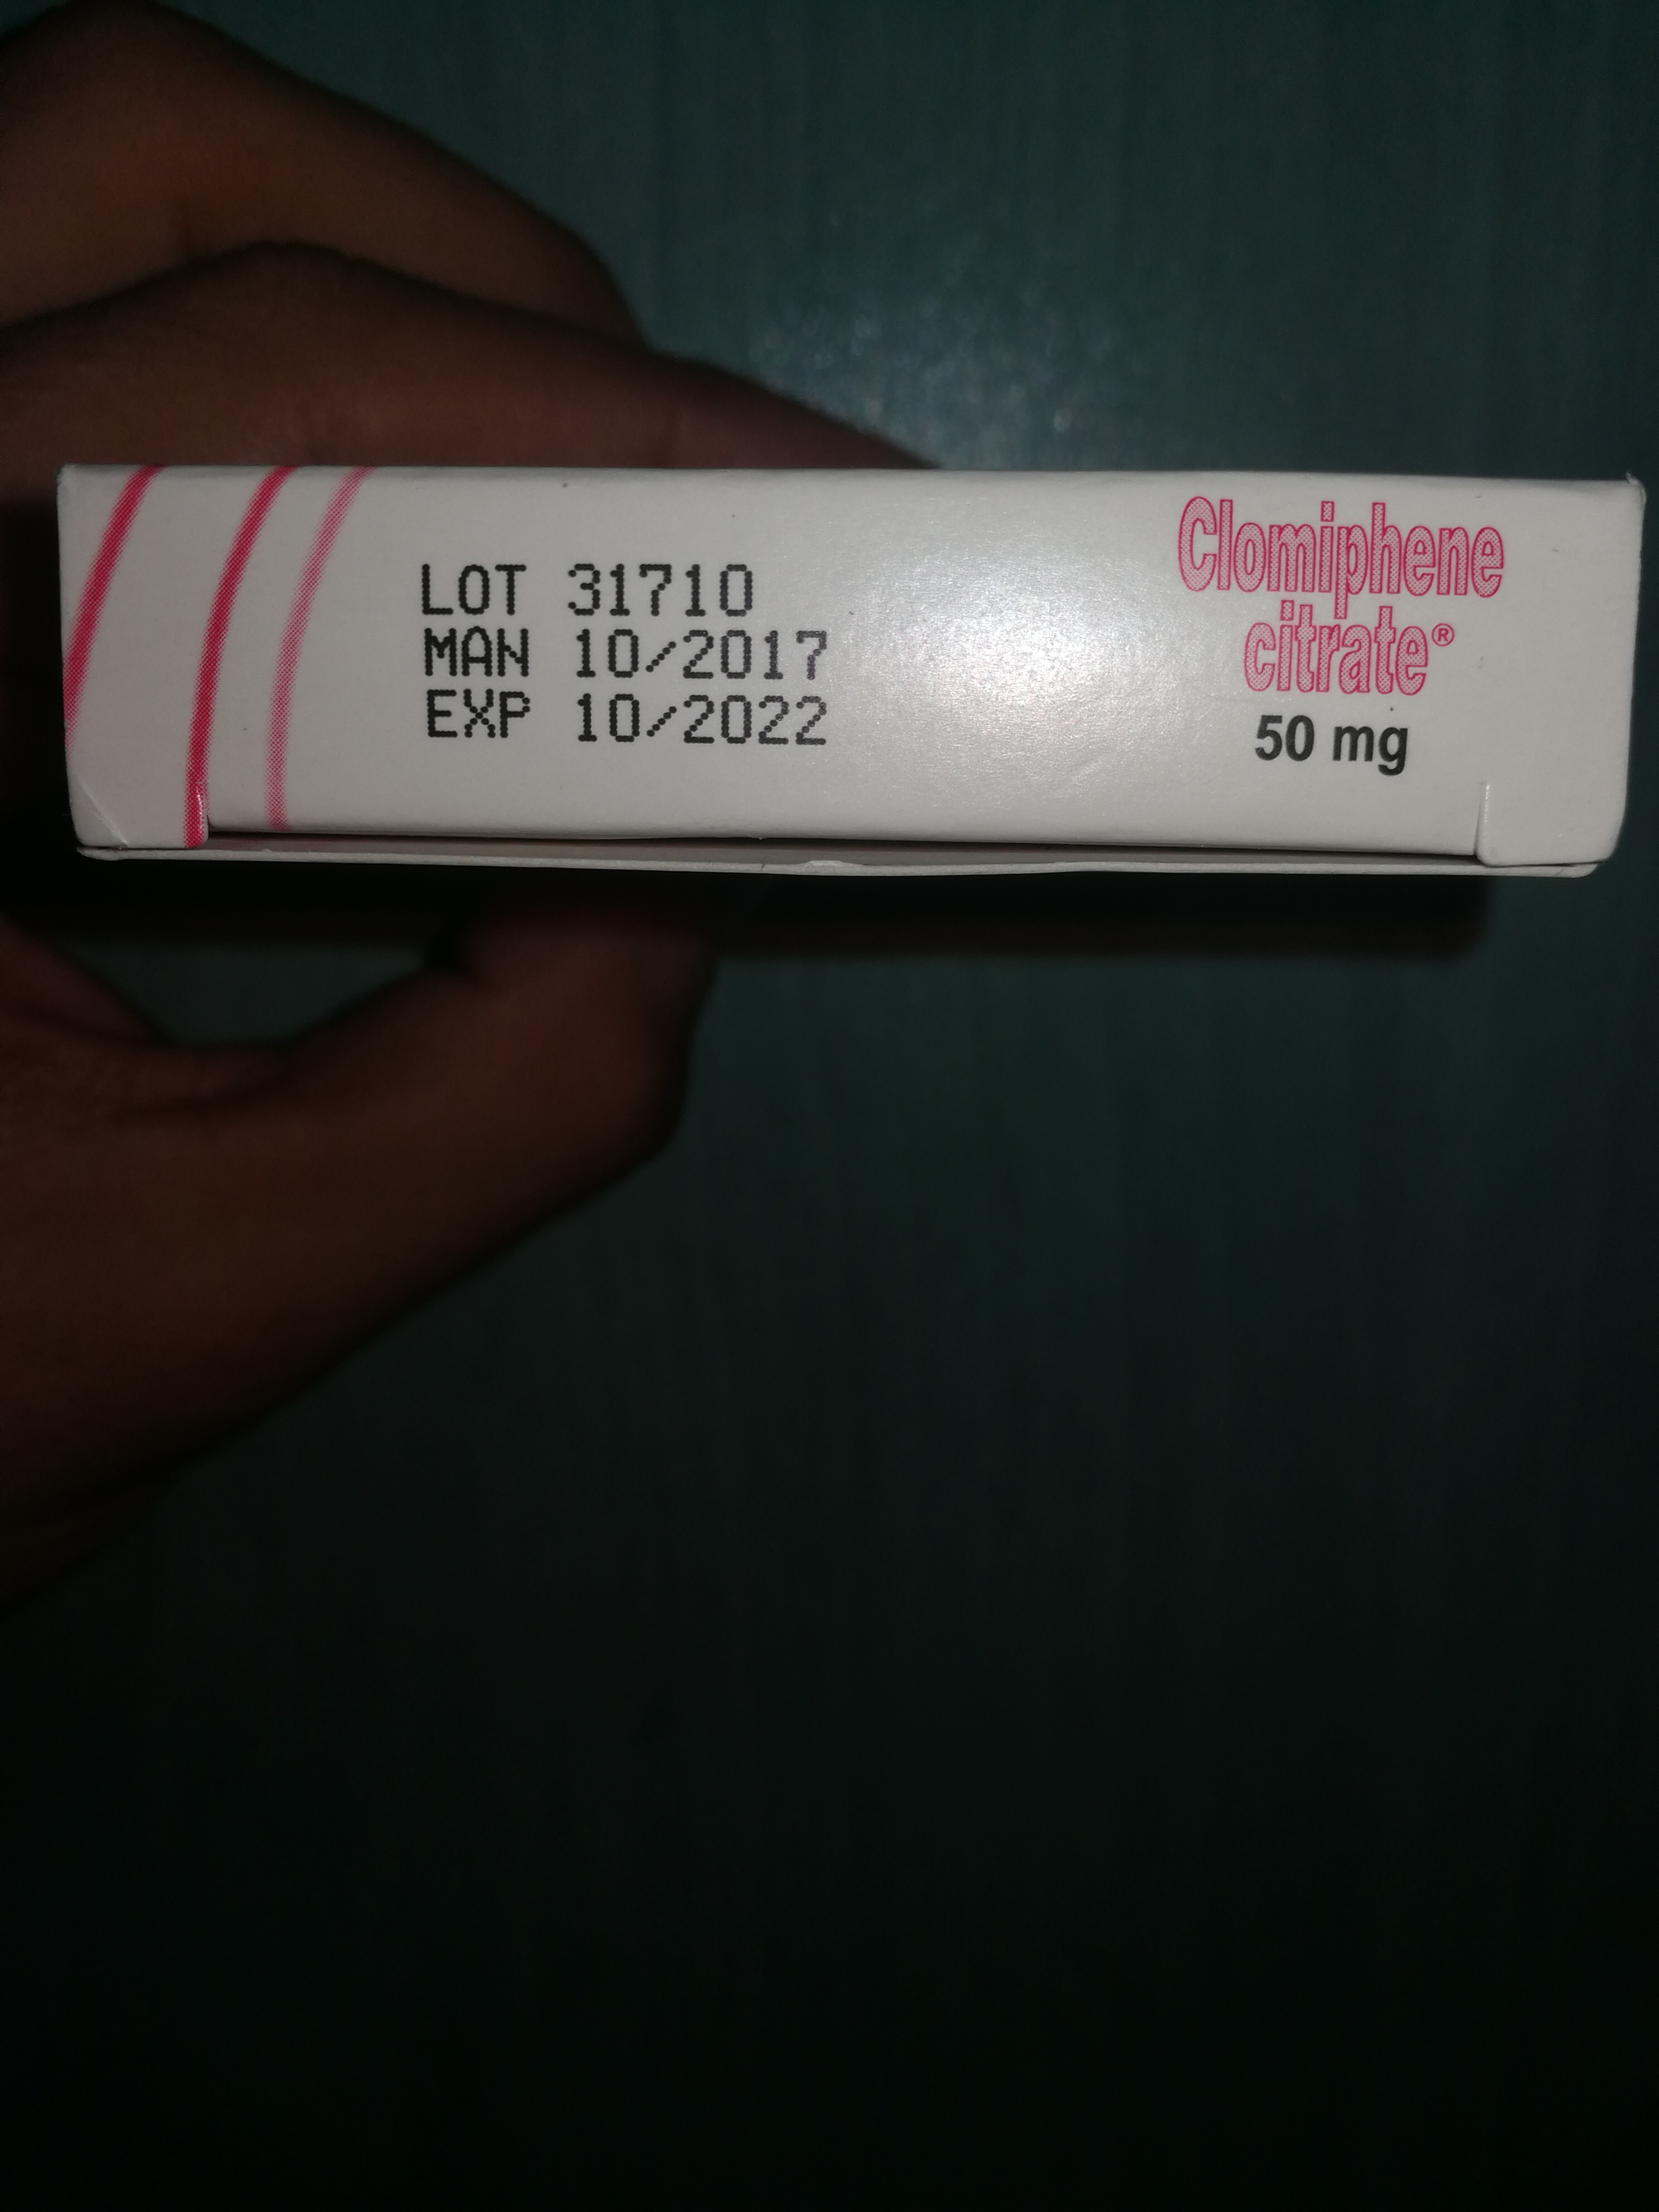 LOT 31710
MAN 10/2017
EXP 10/2022
Clomiphene
citrate®
50 mg